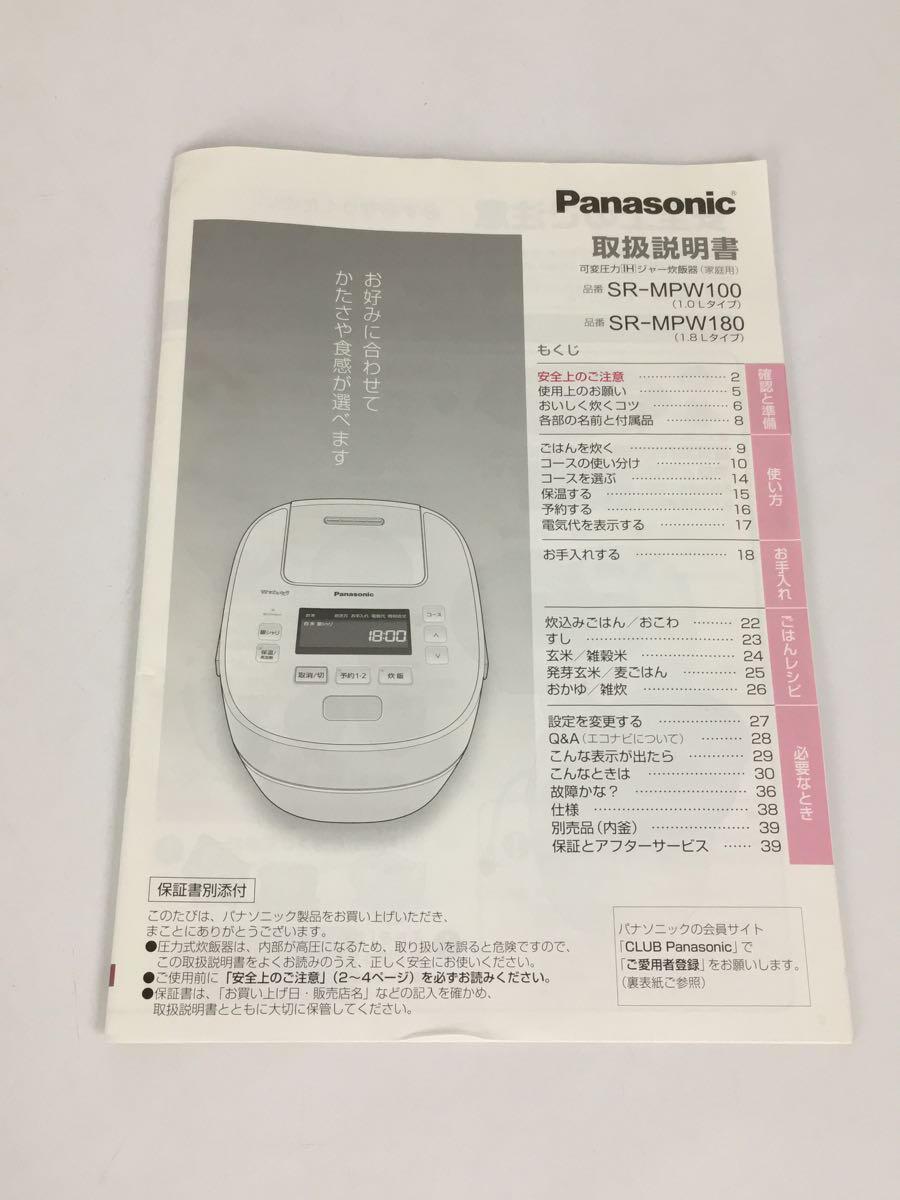 Panasonic®
取扱説明書
可変圧力IHジャー炊飯器(家庭用)
品番 SR-MPW100
(1.0Lタイプ)
品番 SR-MPW180
(1.8Lタイプ)
お好みに合わせて
かたさや食感が選べます
もくじ
確認と準備
安全上のご注意 ………………… 2
使用上のお願い ………………… 5
おいしく炊くコツ ………………… 6
各部の名前と付属品 ………………… 8
使い方
ごはんを炊く ………………… 9
コースの使い分け ………………… 10
コースを選ぶ ………………… 14
保温する ………………… 15
予約する ………………… 16
電気代を表示する ………………… 17
お手入れ
お手入れする ………………… 18
ごはんレシピ
炊込みごはん/おこわ ……… 22
すし ………………… 23
玄米/雑穀米 ………………… 24
発芽玄米/麦ごはん ………… 25
おかゆ/雑炊 ………………… 26
必要なとき
設定を変更する ………………… 27
Q&A(エコナビについて) ……… 28
こんな表示が出たら ………………… 29
こんなときは ………………… 30
故障かな? ………………… 36
仕様 ………………… 38
別売品(内釜) ………………… 39
保証とアフターサービス …… 39
Panasonic
お手入れ 電気代
白米 銀シャリ
18:00
コース
銀シャリ
保温/
取消/切
予約1・2
炊飯
保証書別添付
このたびは、パナソニック製品をお買い上げいただき、
まことにありがとうございます。
●圧力式炊飯器は、内部が高圧になるため、取り扱いを誤ると危険ですので、
この取扱説明書をよくお読みのうえ、正しく安全にお使いください。
●ご使用前に「安全上のご注意」(2~4ページ)を必ずお読みください。
●保証書は、「お買い上げ日・販売店名」などの記入を確かめ、
取扱説明書とともに大切に保管してください。
パナソニックの会員サイト
「CLUB Panasonic」で
「ご愛用者登録」をお願いします。
(裏表紙ご参照)